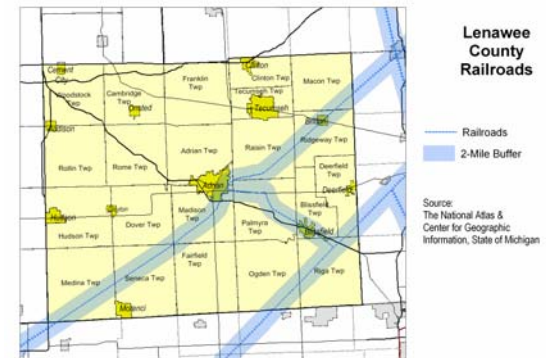 Lenawee
County
Railroads
Railroads
2-Mile Buffer
Source:
The National Atlas &
Center for Geographic
Information, State of Michigan
Cement
City
Woodstock
Twp
Cambridge
Twp
Onsted
Franklin
Twp
Clinton
Clinton Twp
Macon Twp
Tecumseh Twp
Tecumseh
Addison
Britton
Ridgeway Twp
Rollin Twp
Rome Twp
Adrian Twp
Raisin Twp
Deerfield
Twp
Deerfield
Adrian
Hudson
Clayton
Hudson Twp
Dover Twp
Madison
Twp
Palmyra
Twp
Blissfield
Twp
Blissfield
Fairfield
Twp
Medina Twp
Seneca Twp
Ogden Twp
Riga Twp
Morenci